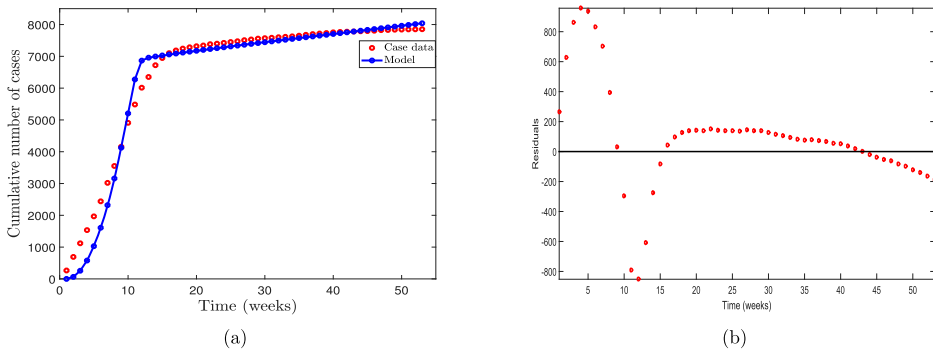 8000
7000
6000
5000
4000
3000
2000
1000
0
Cumulative number of cases
Case data
Model
0 10 20 30 40 50
Time (weeks)
(a)
800
600
400
200
0
-200
-400
-600
-800
Residuals
5 10 15 20 25 30 35 40 45 50
Time (weeks)
(b)